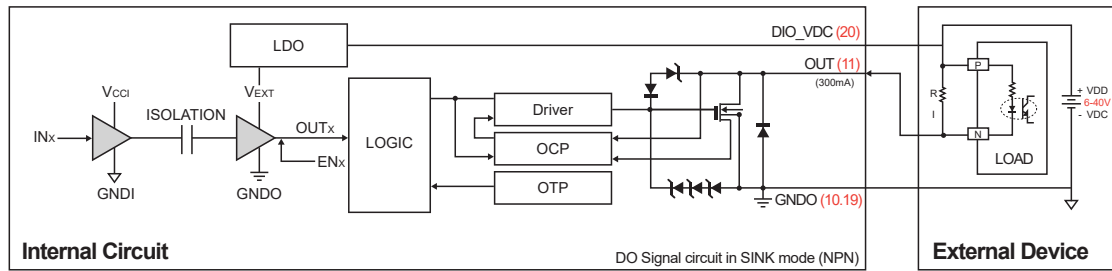 LDO
DIO_VDC (20)
OUT (11)
(300mA)
VCCI
ISOLATION
VEXT
INX
OUTX
ENX
GNDI
GNDO
LOGIC
Driver
OCP
OTP
GNDO (10.19)
P
R
I
N
LOAD
+ VDD
6-40V
- VDC
Internal Circuit
DO Signal circuit in SINK mode (NPN)
External Device